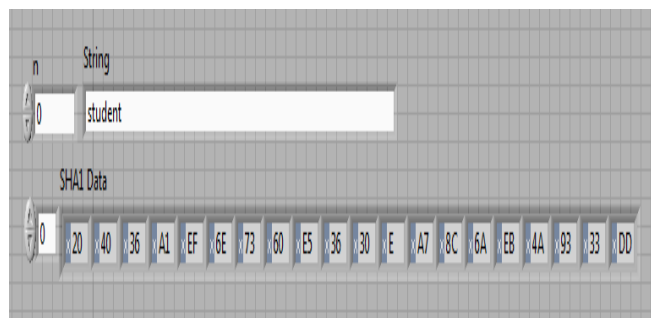 n String
0 student
SHA1 Data
0 x20 x40 x36 xA1 xEF x6E x73 x60 xE5 x36 x30 xE xA7 x8C x6A xEB x4A x93 x33 xDD